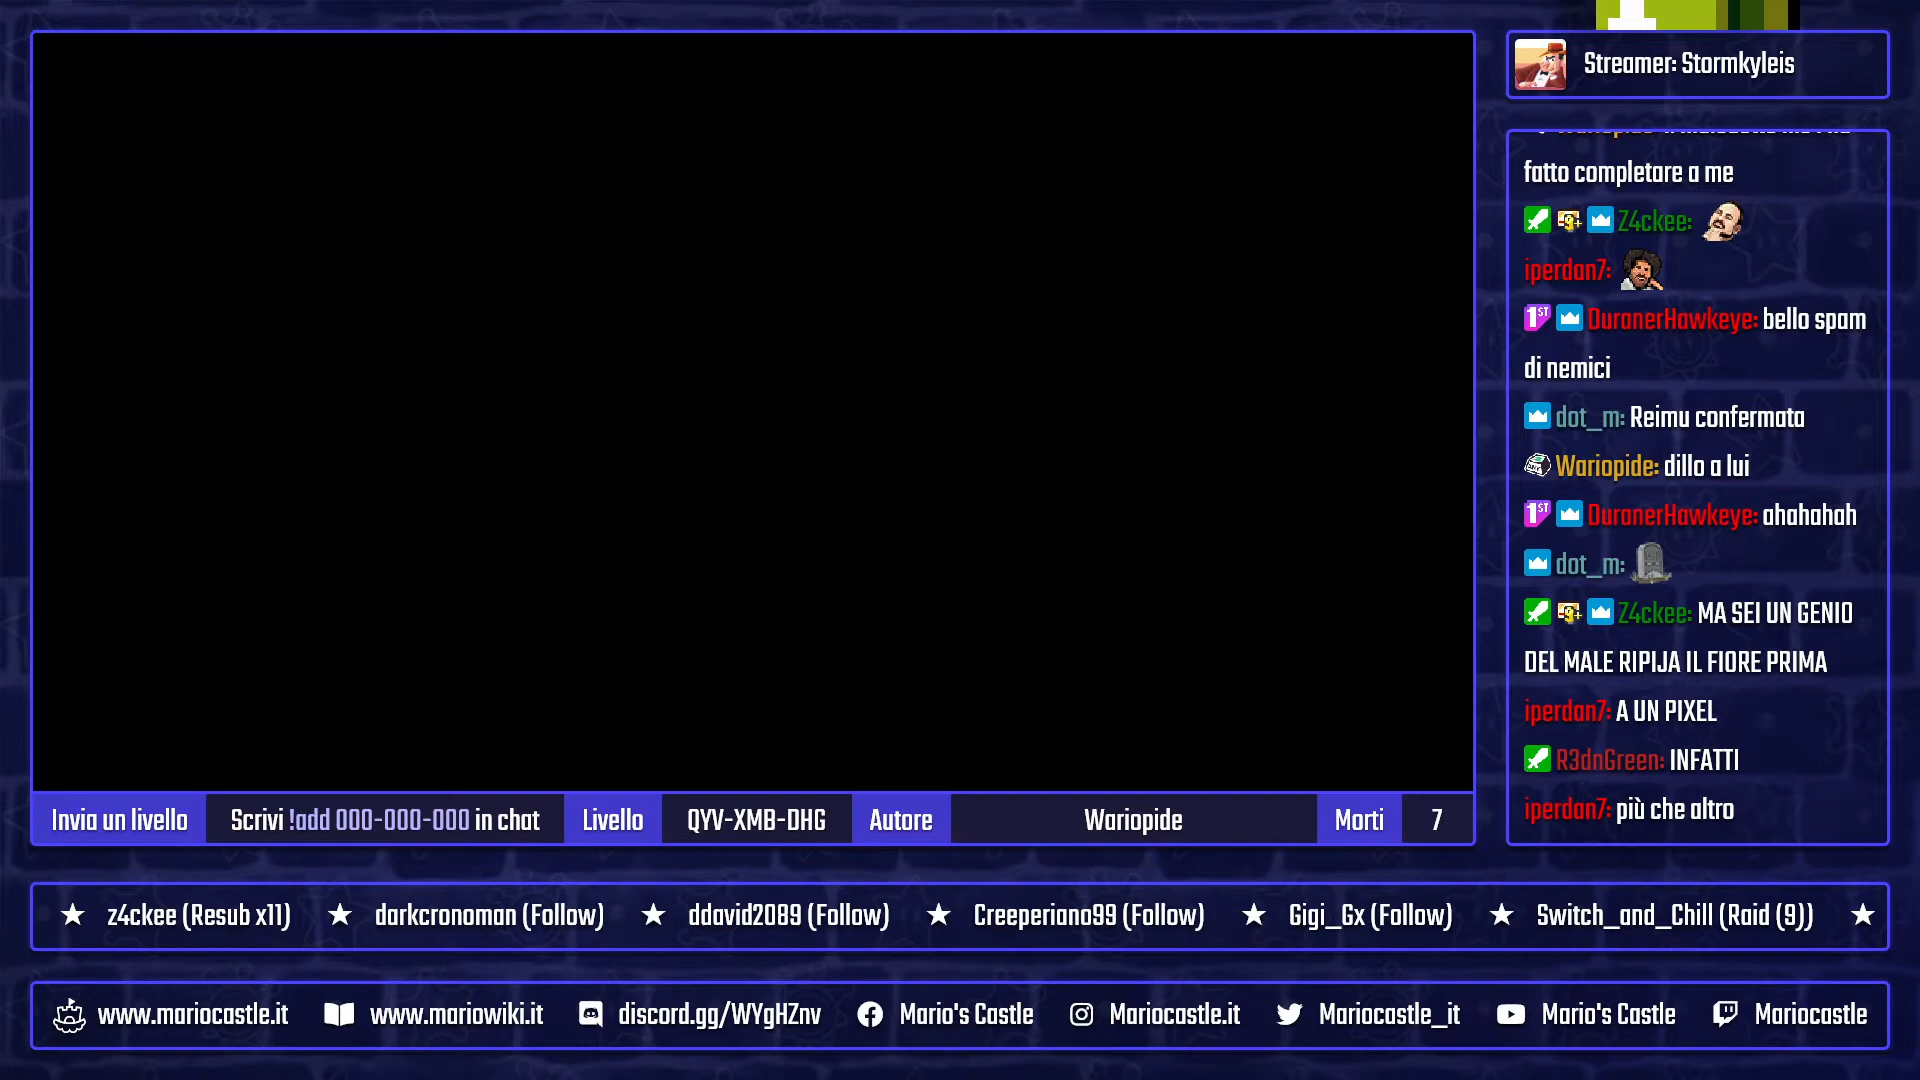 Streamer: Stormkyleis
fatto completare a me
Z4ckee:
iperdan7:
1ST DuranerHawkeye: bello spam
di nemici
dot_m: Reimu confermata
Wariopide: dillo a lui
1ST DuranerHawkeye: ahahahah
dot_m:
Z4ckee: MA SEI UN GENIO
DEL MALE RIPIJA IL FIORE PRIMA
iperdan7: A UN PIXEL
R3dnGreen: INFATTI
iperdan7: più che altro
Invia un livello Scrivi !add 000-000-000 in chat Livello QYV-XMB-DHG Autore Wariopide Morti 7
★ z4ckee (Resub x11) ★ darkcronoman (Follow) ★ ddavid2089 (Follow) ★ Creeperiano99 (Follow) ★ Gigi_Gx (Follow) ★ Switch_and_Chill (Raid (9)) ★
www.mariocastle.it www.mariowiki.it discord.gg/WYgHZnv Mario's Castle Mariocastle.it Mariocastle_it Mario's Castle Mariocastle